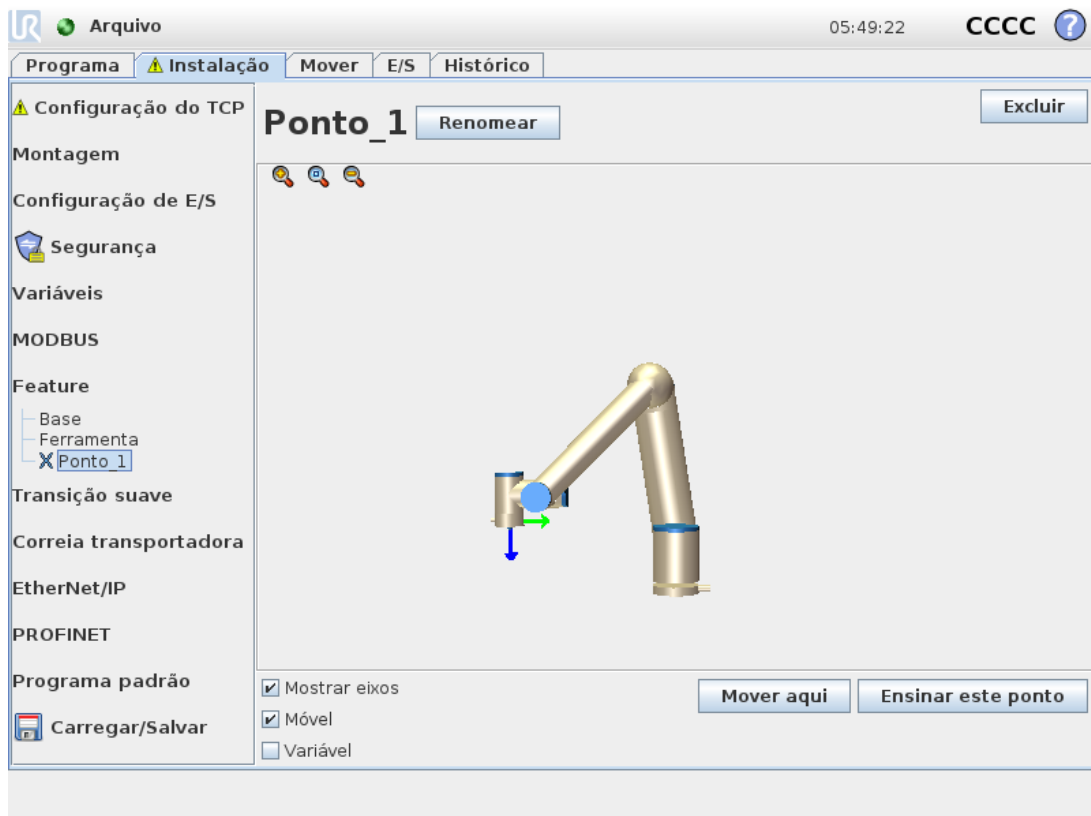 UR Arquivo 05:49:22 CCCC ?
Programa Instalação Mover E/S Histórico
Configuração do TCP
Montagem
Configuração de E/S
Segurança
Variáveis
MODBUS
Feature
Base
Ferramenta
Ponto_1
Transição suave
Correia transportadora
EtherNet/IP
PROFINET
Programa padrão
Carregar/Salvar
Ponto_1 Renomear Excluir
Mostrar eixos
Móvel
Variável
Mover aqui Ensinar este ponto